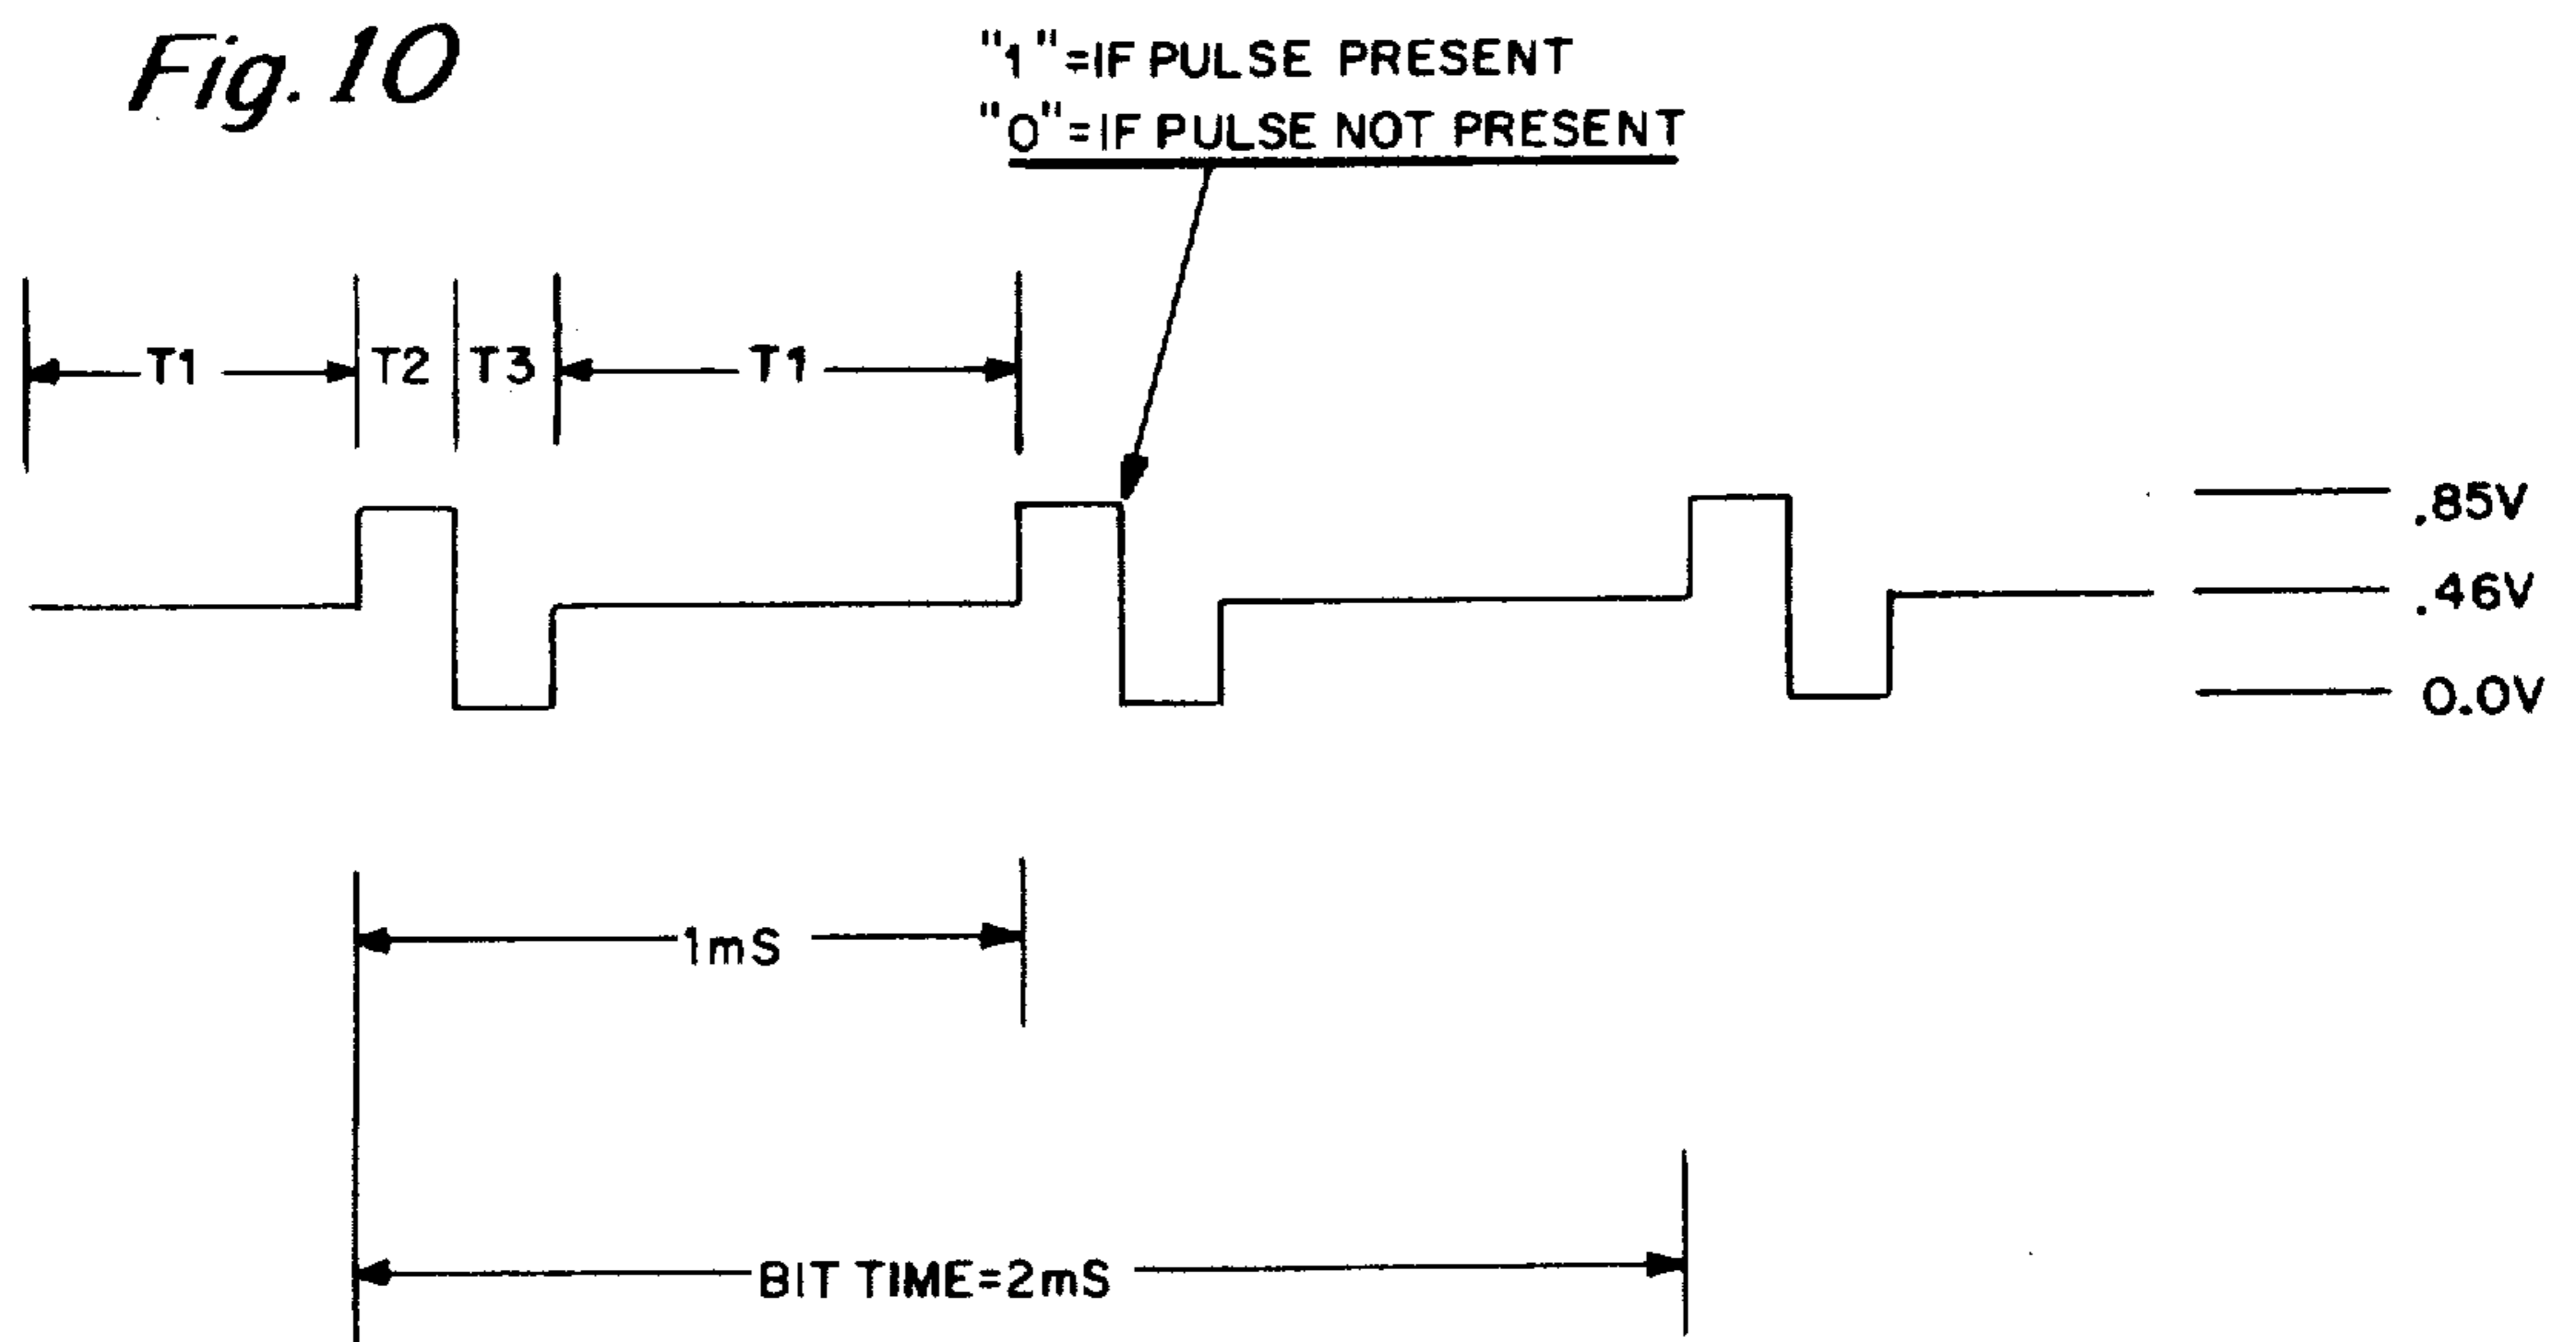 Fig. 10
"1"=IF PULSE PRESENT
"0"=IF PULSE NOT PRESENT
T1 T2 T3 T1
.85V
.46V
0.0V
1mS
BIT TIME=2mS